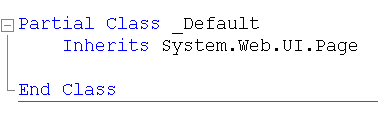 Partial Class _Default
Inherits System.Web.UI.Page
End Class